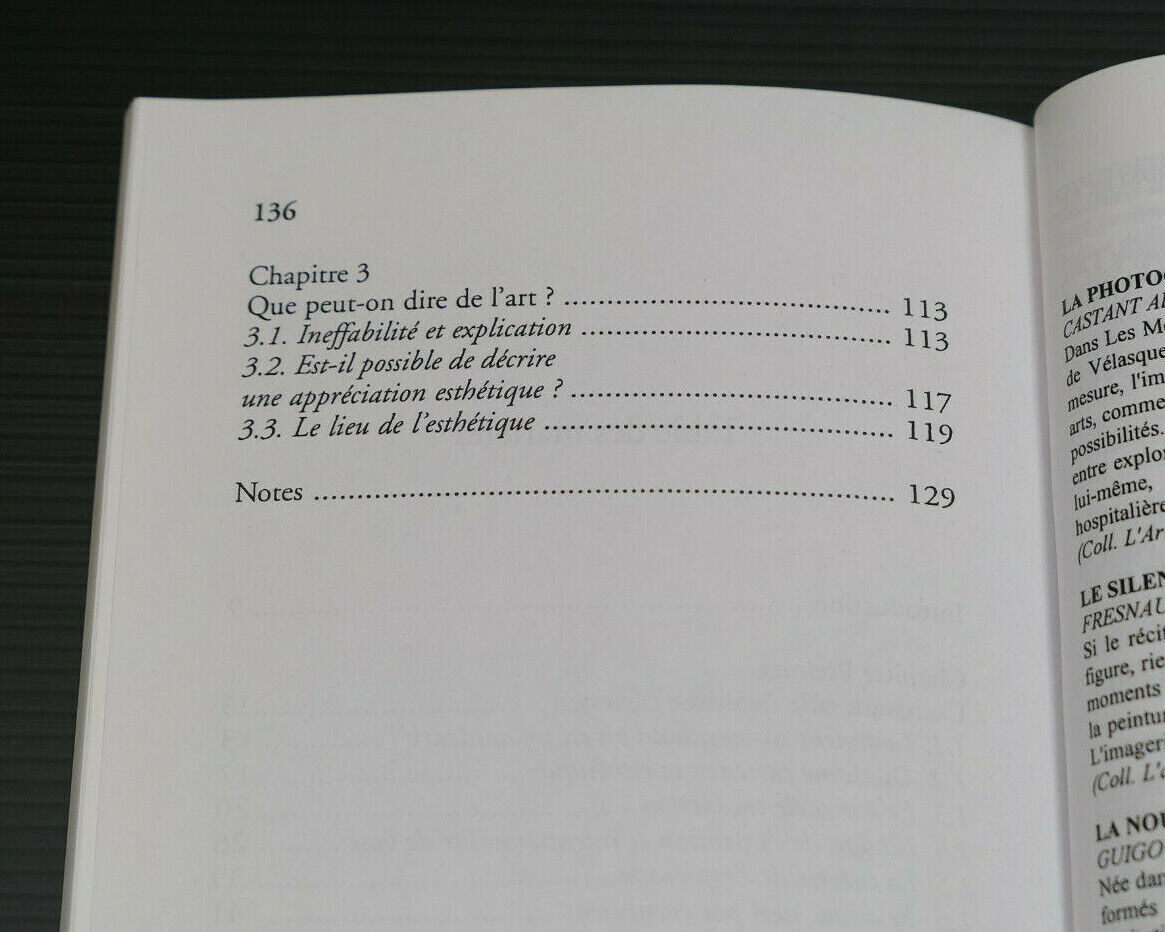 136
Chapitre 3
Que peut-on dire de l'art ? ............................................. 113
3.1. Ineffabilité et explication ........................................... 113
3.2. Est-il possible de décrire
une appréciation esthétique ? ............................................. 117
3.3. Le lieu de l'esthétique ................................................. 119
Notes ................................................................................ 129
LA PHOTO
CASTANT
Dans Les
de Vélasque
mesure, l'im
arts, comme
possibilités.
entre explor
lui-même,
hospitalière
(Coll. L'Ar
LE SILEN
FRESNAU
Si le récit
figure, rie
moments
la peintur
L'imager
(Coll. L'
LA NOU
GUIGO
Née dan
formés